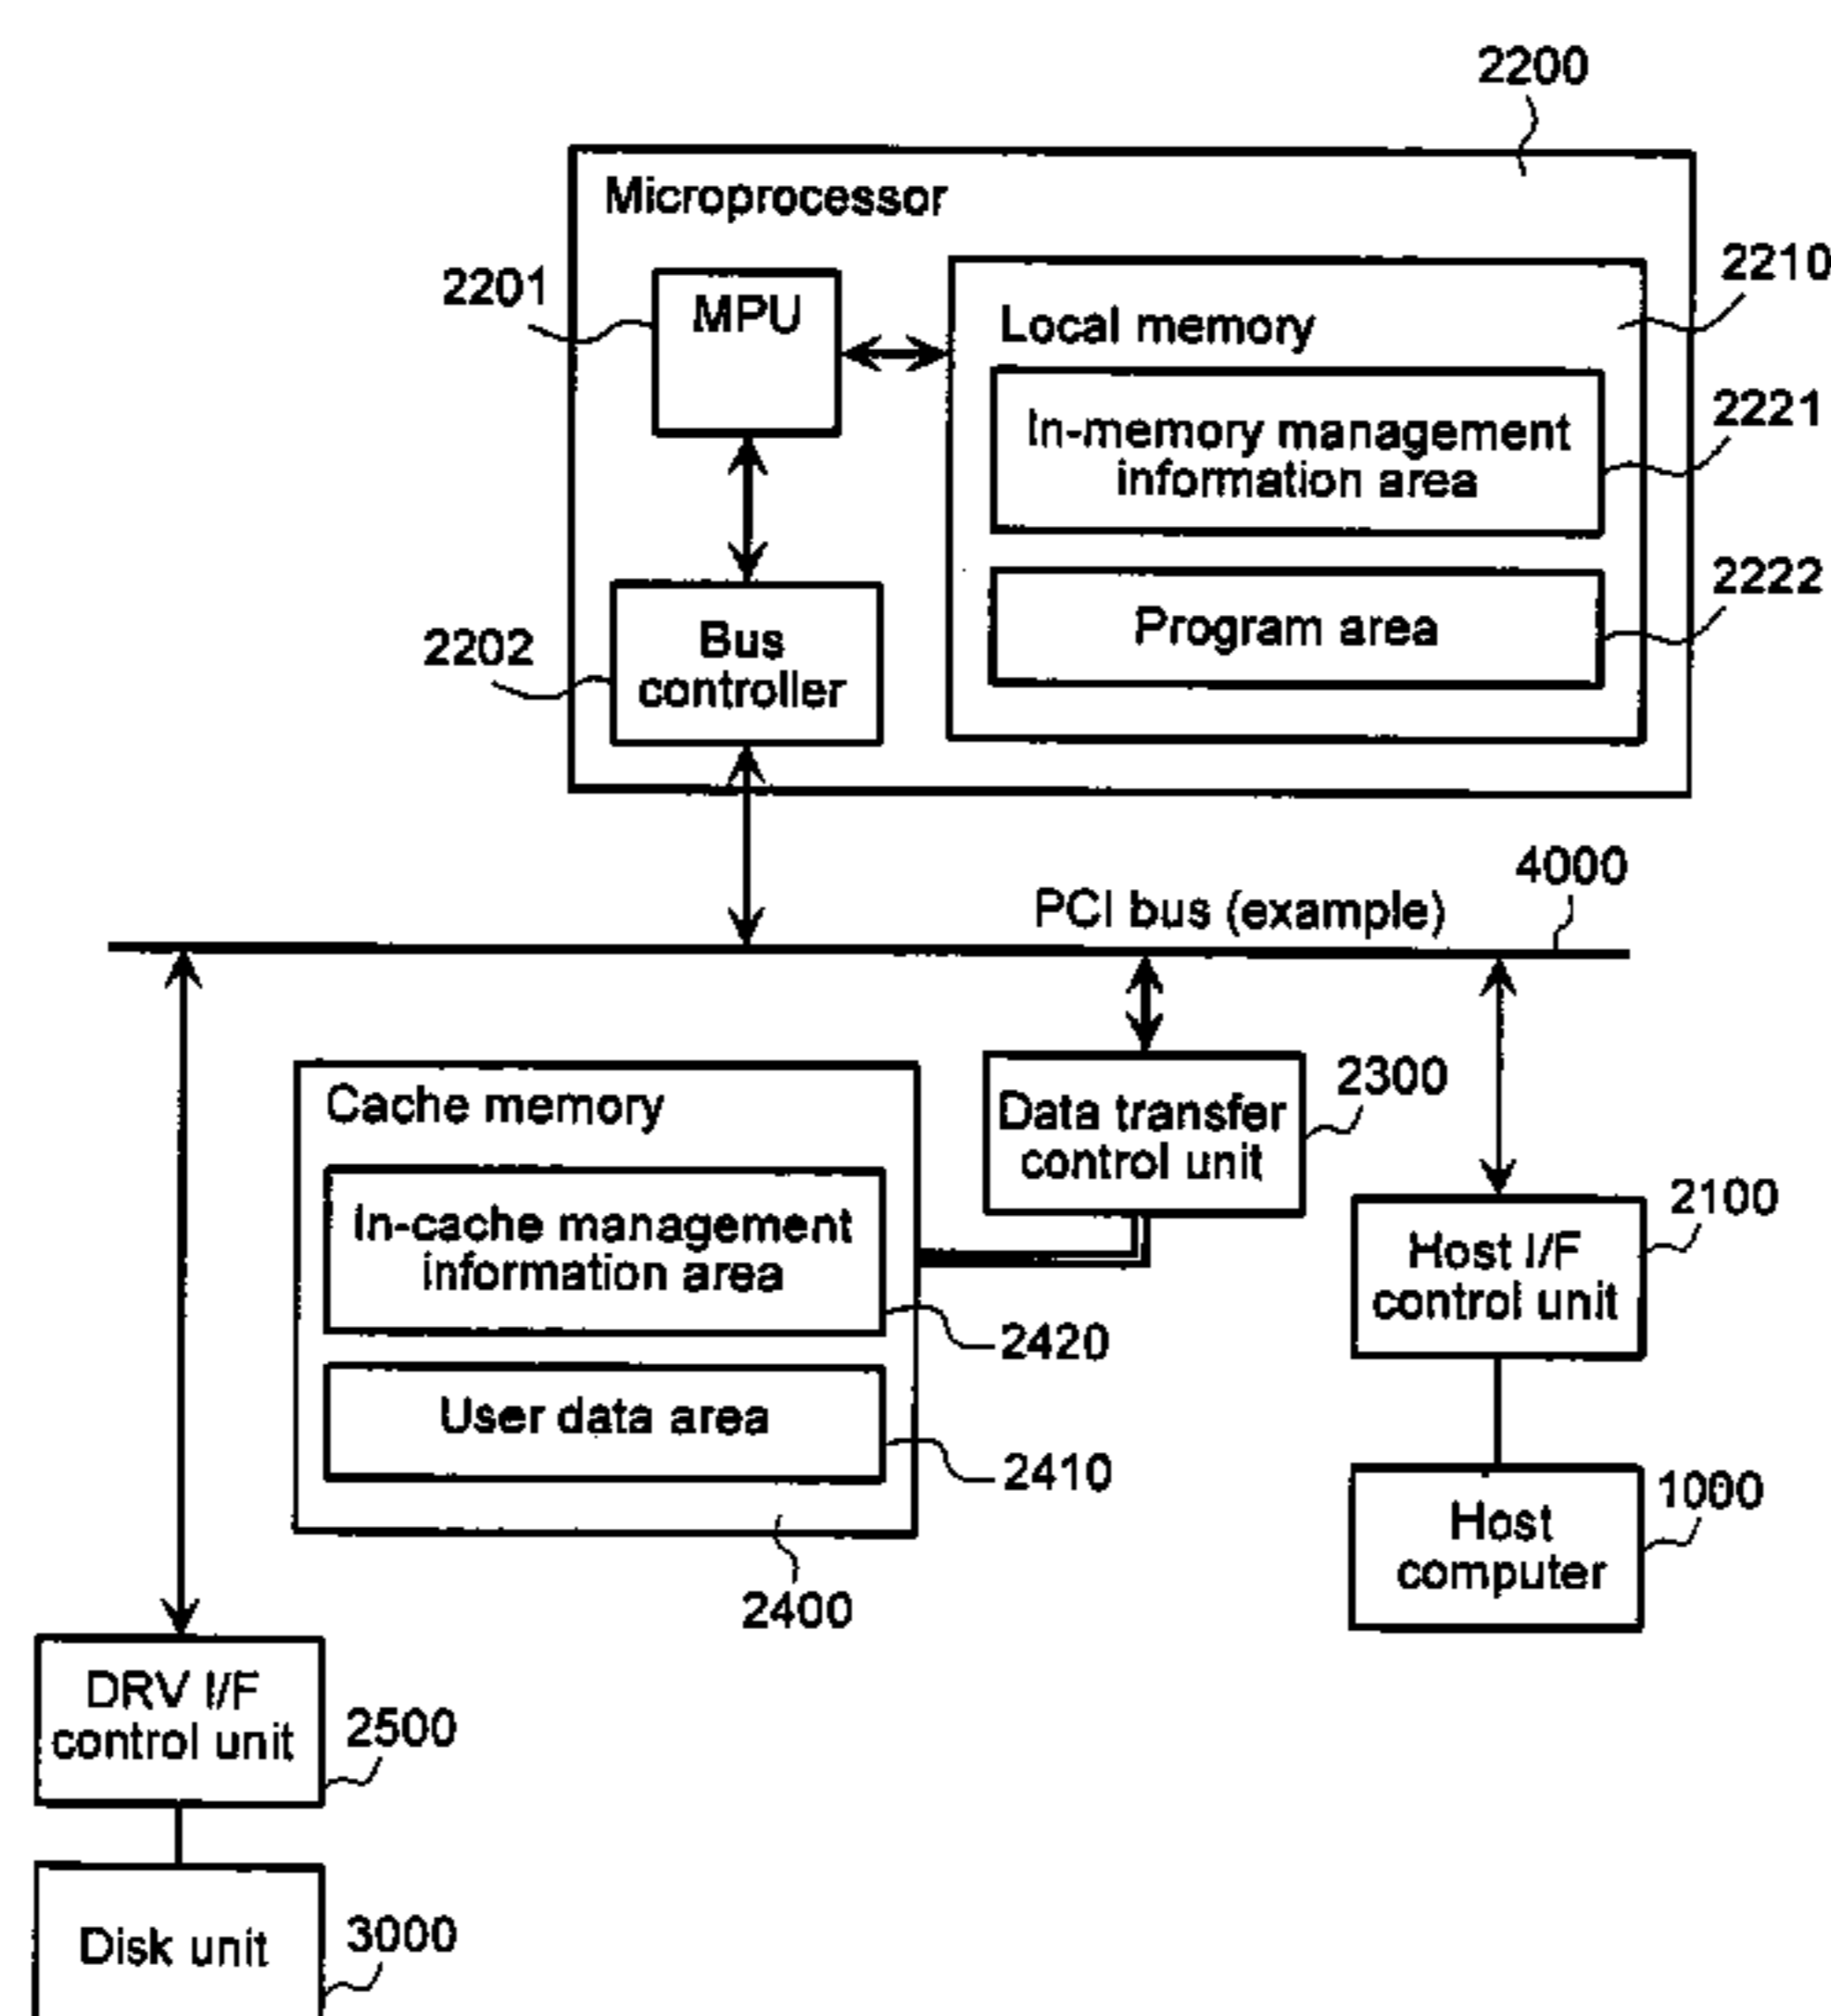 2200
Microprocessor
2201
MPU
2210
Local memory
In-memory management
information area
2221
Program area
2222
2202
Bus
controller
4000
PCI bus (example)
Cache memory
In-cache management
information area
2420
User data area
2410
2400
Data transfer
control unit
2300
Host I/F
control unit
2100
Host
computer
1000
DRV I/F
control unit
2500
Disk unit
3000